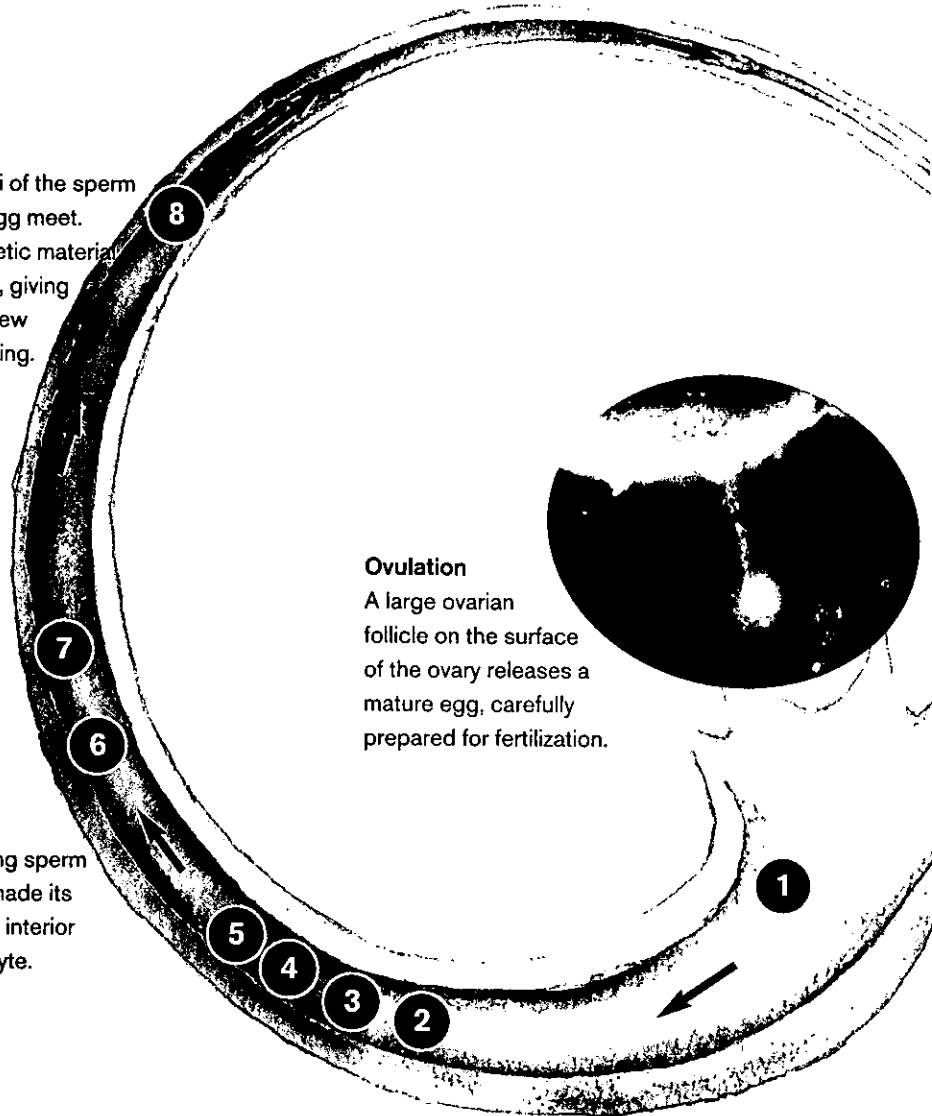 i of the sperm
gg meet.
etic material
, giving
ew
ing.
8
Ovulation
A large ovarian
follicle on the surface
of the ovary releases a
mature egg, carefully
prepared for fertilization.
7
6
ng sperm
nade its
interior
yte.
1
5
4
3
2